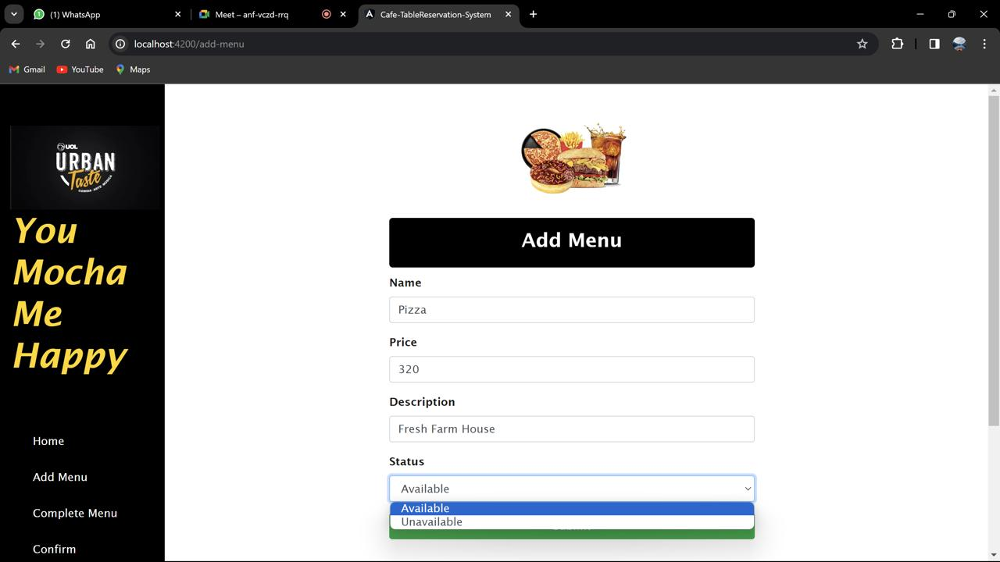 (1) WhatsApp
Meet – anf-vczd-rrq
Cafe-TableReservation-System
localhost:4200/add-menu
Gmail
YouTube
Maps
UOL
URBAN
Taste
COMIDA ARTE MÚSICA
You
Mocha
Me
Happy
Home
Add Menu
Complete Menu
Confirm
Add Menu
Name
Pizza
Price
320
Description
Fresh Farm House
Status
Available
Available
Unavailable